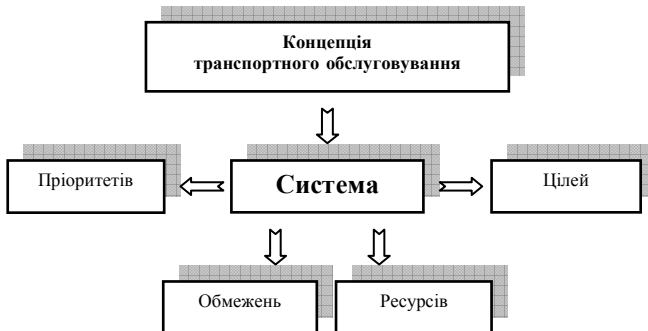 Концепція
транспортного обслуговування
Пріоритетів
Система
Цілей
Обмежень
Ресурсів